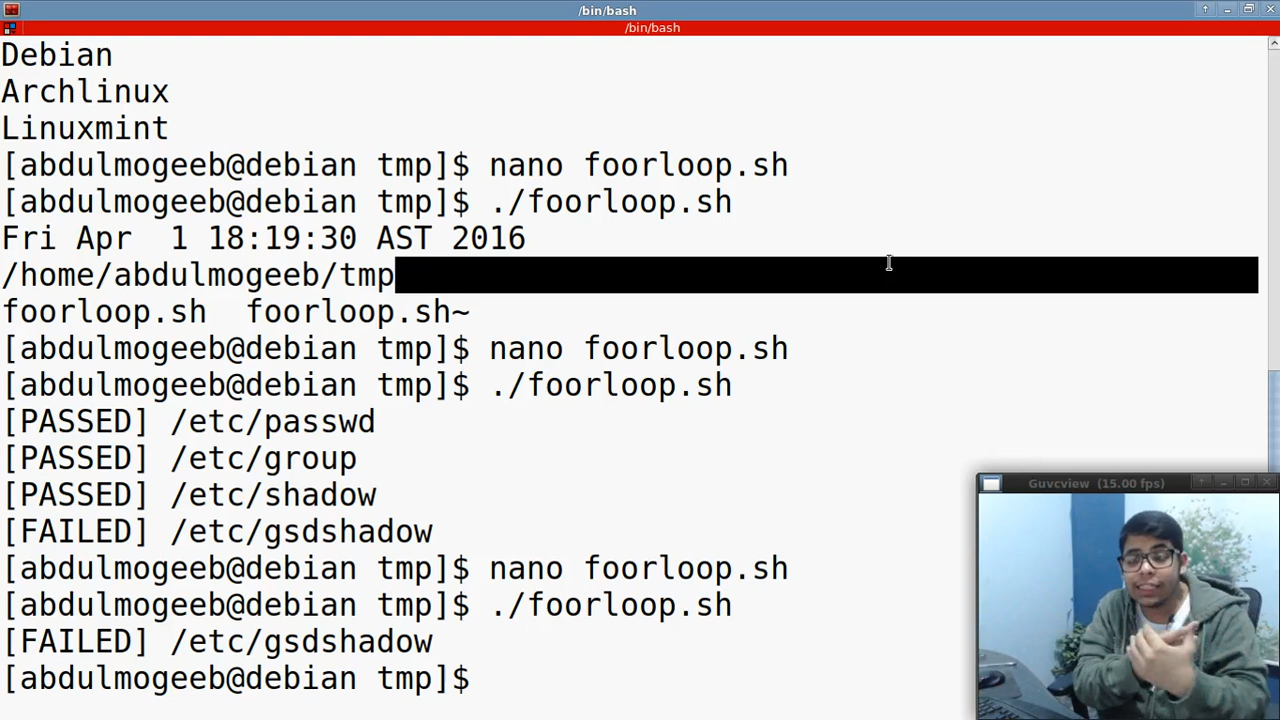 /bin/bash
/bin/bash
Debian
Archlinux
Linuxmint
[abdulmogeeb@debian tmp]$ nano foorloop.sh
[abdulmogeeb@debian tmp]$ ./foorloop.sh
Fri Apr  1 18:19:30 AST 2016
/home/abdulmogeeb/tmp
foorloop.sh  foorloop.sh~
[abdulmogeeb@debian tmp]$ nano foorloop.sh
[abdulmogeeb@debian tmp]$ ./foorloop.sh
[PASSED] /etc/passwd
[PASSED] /etc/group
[PASSED] /etc/shadow
[FAILED] /etc/gsdshadow
[abdulmogeeb@debian tmp]$ nano foorloop.sh
[abdulmogeeb@debian tmp]$ ./foorloop.sh
[FAILED] /etc/gsdshadow
[abdulmogeeb@debian tmp]$
Guvcview (15.00 fps)